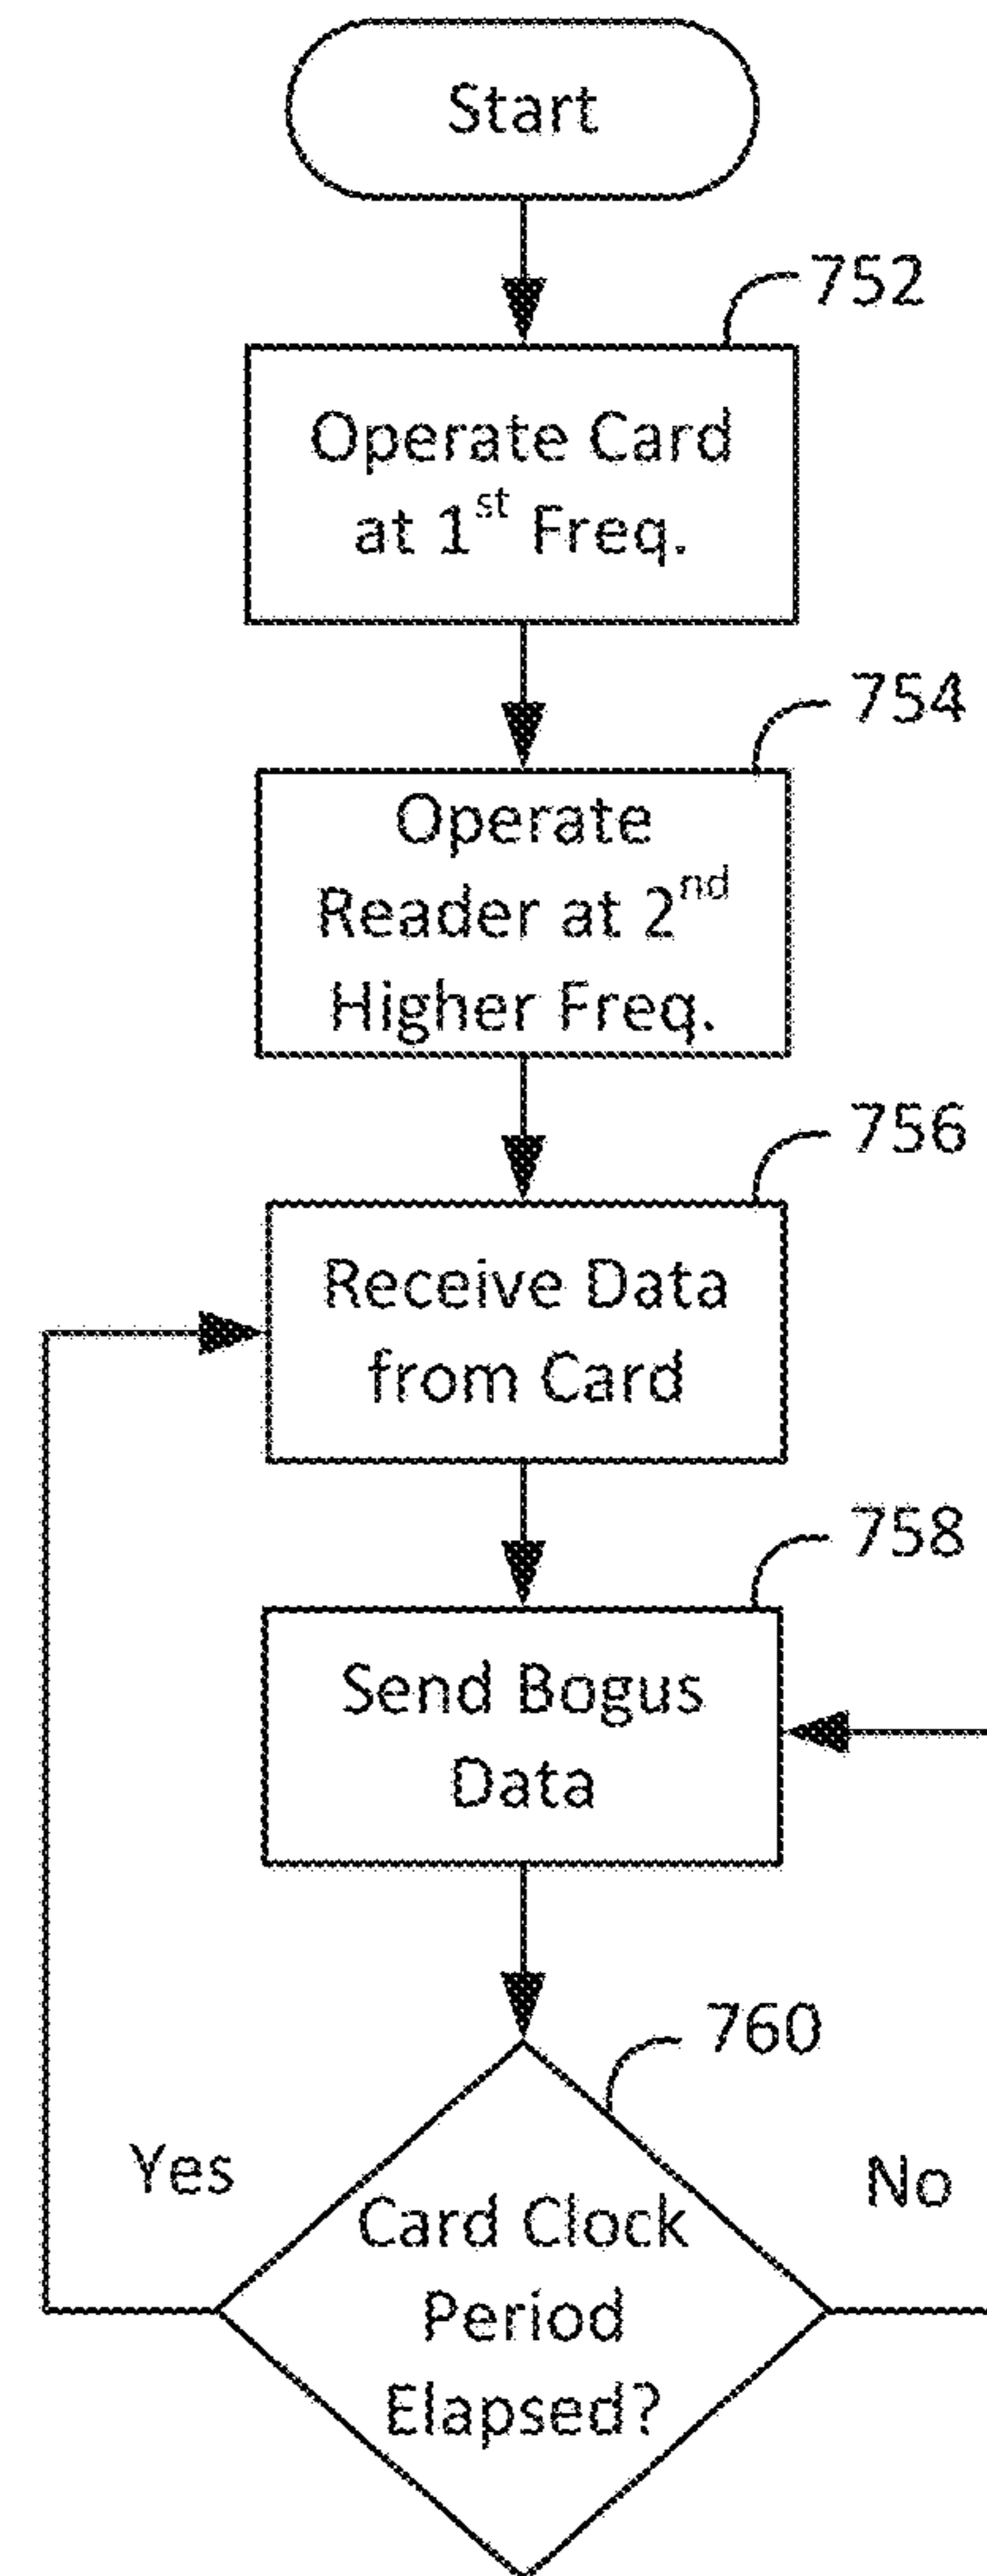 Start
752
Operate Card
at 1st Freq.
754
Operate
Reader at 2nd
Higher Freq.
756
Receive Data
from Card
758
Send Bogus
Data
760
Yes
No
Card Clock
Period
Elapsed?